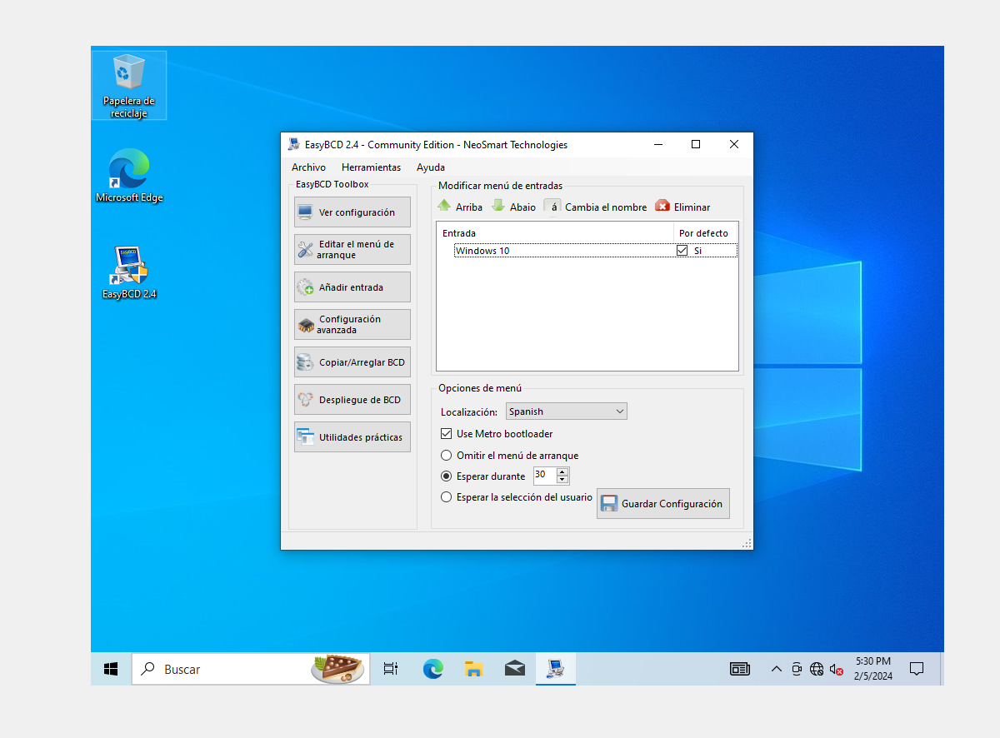 Papelera de
reciclaje
Microsoft Edge
EasyBCD 2.4
EasyBCD 2.4 - Community Edition - NeoSmart Technologies
Archivo Herramientas Ayuda
EasyBCD Toolbox
Ver configuración
Editar el menú de
arranque
Añadir entrada
Configuración
avanzada
Copiar/Arreglar BCD
Despliegue de BCD
Utilidades prácticas
Modificar menú de entradas
Arriba Abaio á Cambia el nombre Eliminar
Entrada Por defecto
Windows 10 Si
Opciones de menú
Localización: Spanish
Use Metro bootloader
Omitir el menú de arranque
Esperar durante 30
Esperar la selección del usuario
Guardar Configuración
Buscar
5:30 PM
2/5/2024